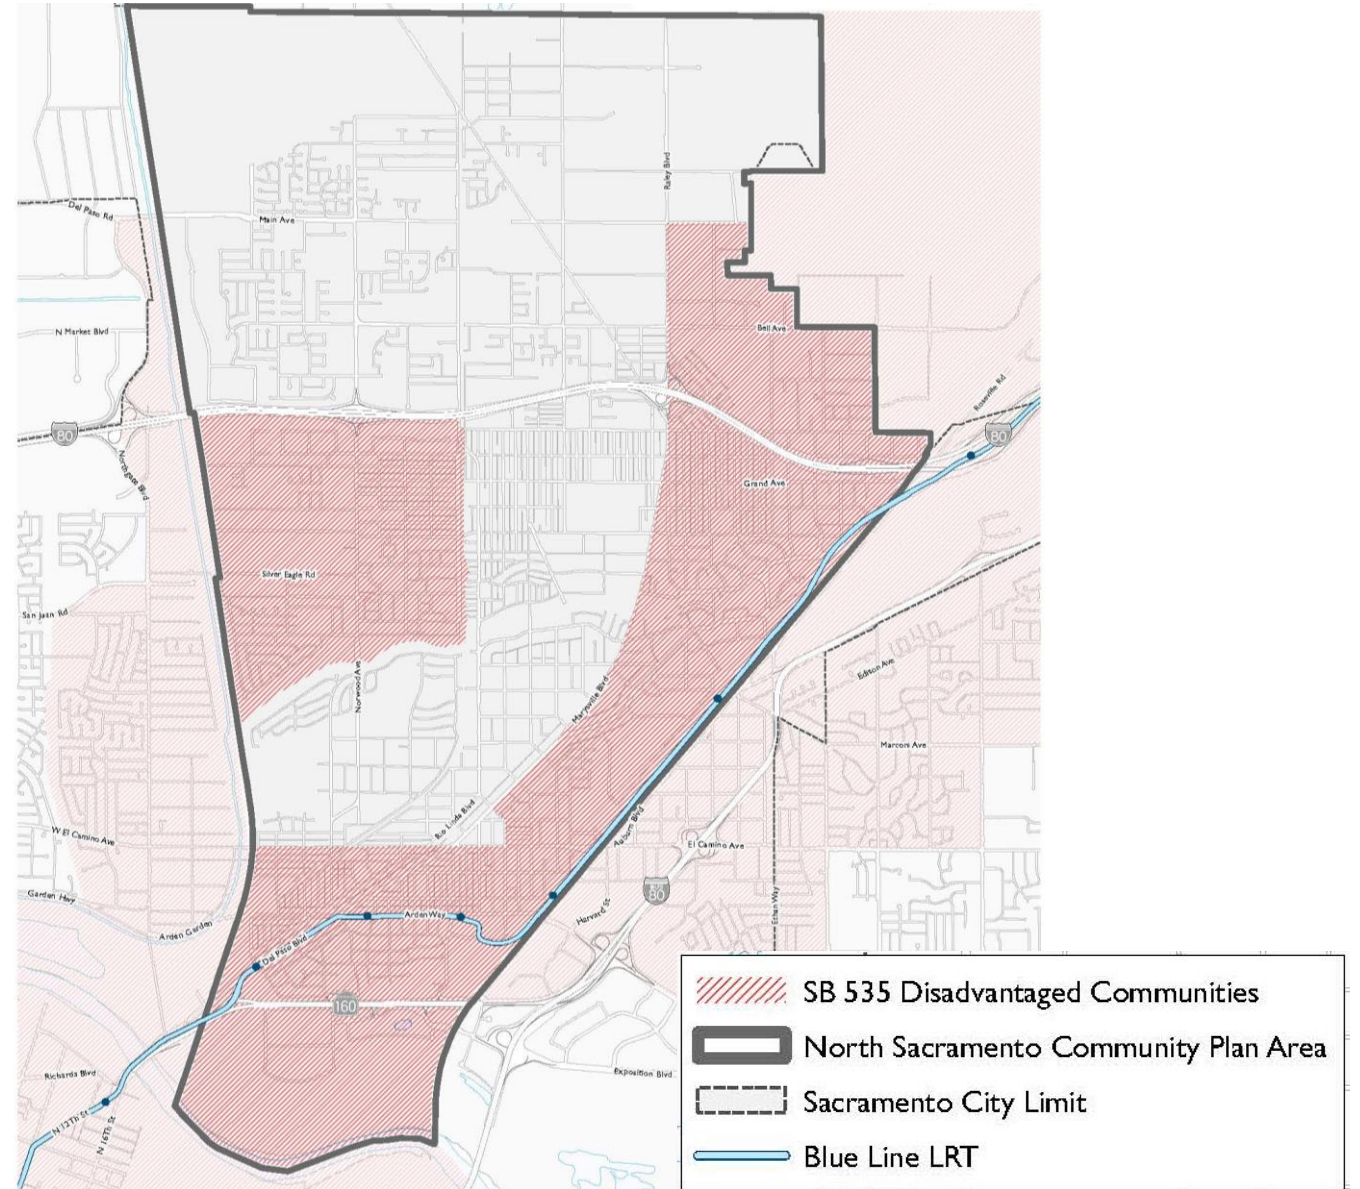 Raley Blvd
Del Paso Rd
Main Ave
N Market Blvd
Bell Ave
Roseville Rd
80
80
Northgate Blvd
Grand Ave
Silver Eagle Rd
San Juan Rd
Norwood Ave
Edison Ave
Marysville Blvd
Marconi Ave
Rio Linda Blvd
W El Camino Ave
Auburn Blvd
El Camino Ave
80
Ethan Way
Garden Hwy
Arden Garden
Arden Way
Harvard St
Del Paso Blvd
160
Richards Blvd
Exposition Blvd
N 12Th St
N 16Th St
SB 535 Disadvantaged Communities
North Sacramento Community Plan Area
Sacramento City Limit
Blue Line LRT